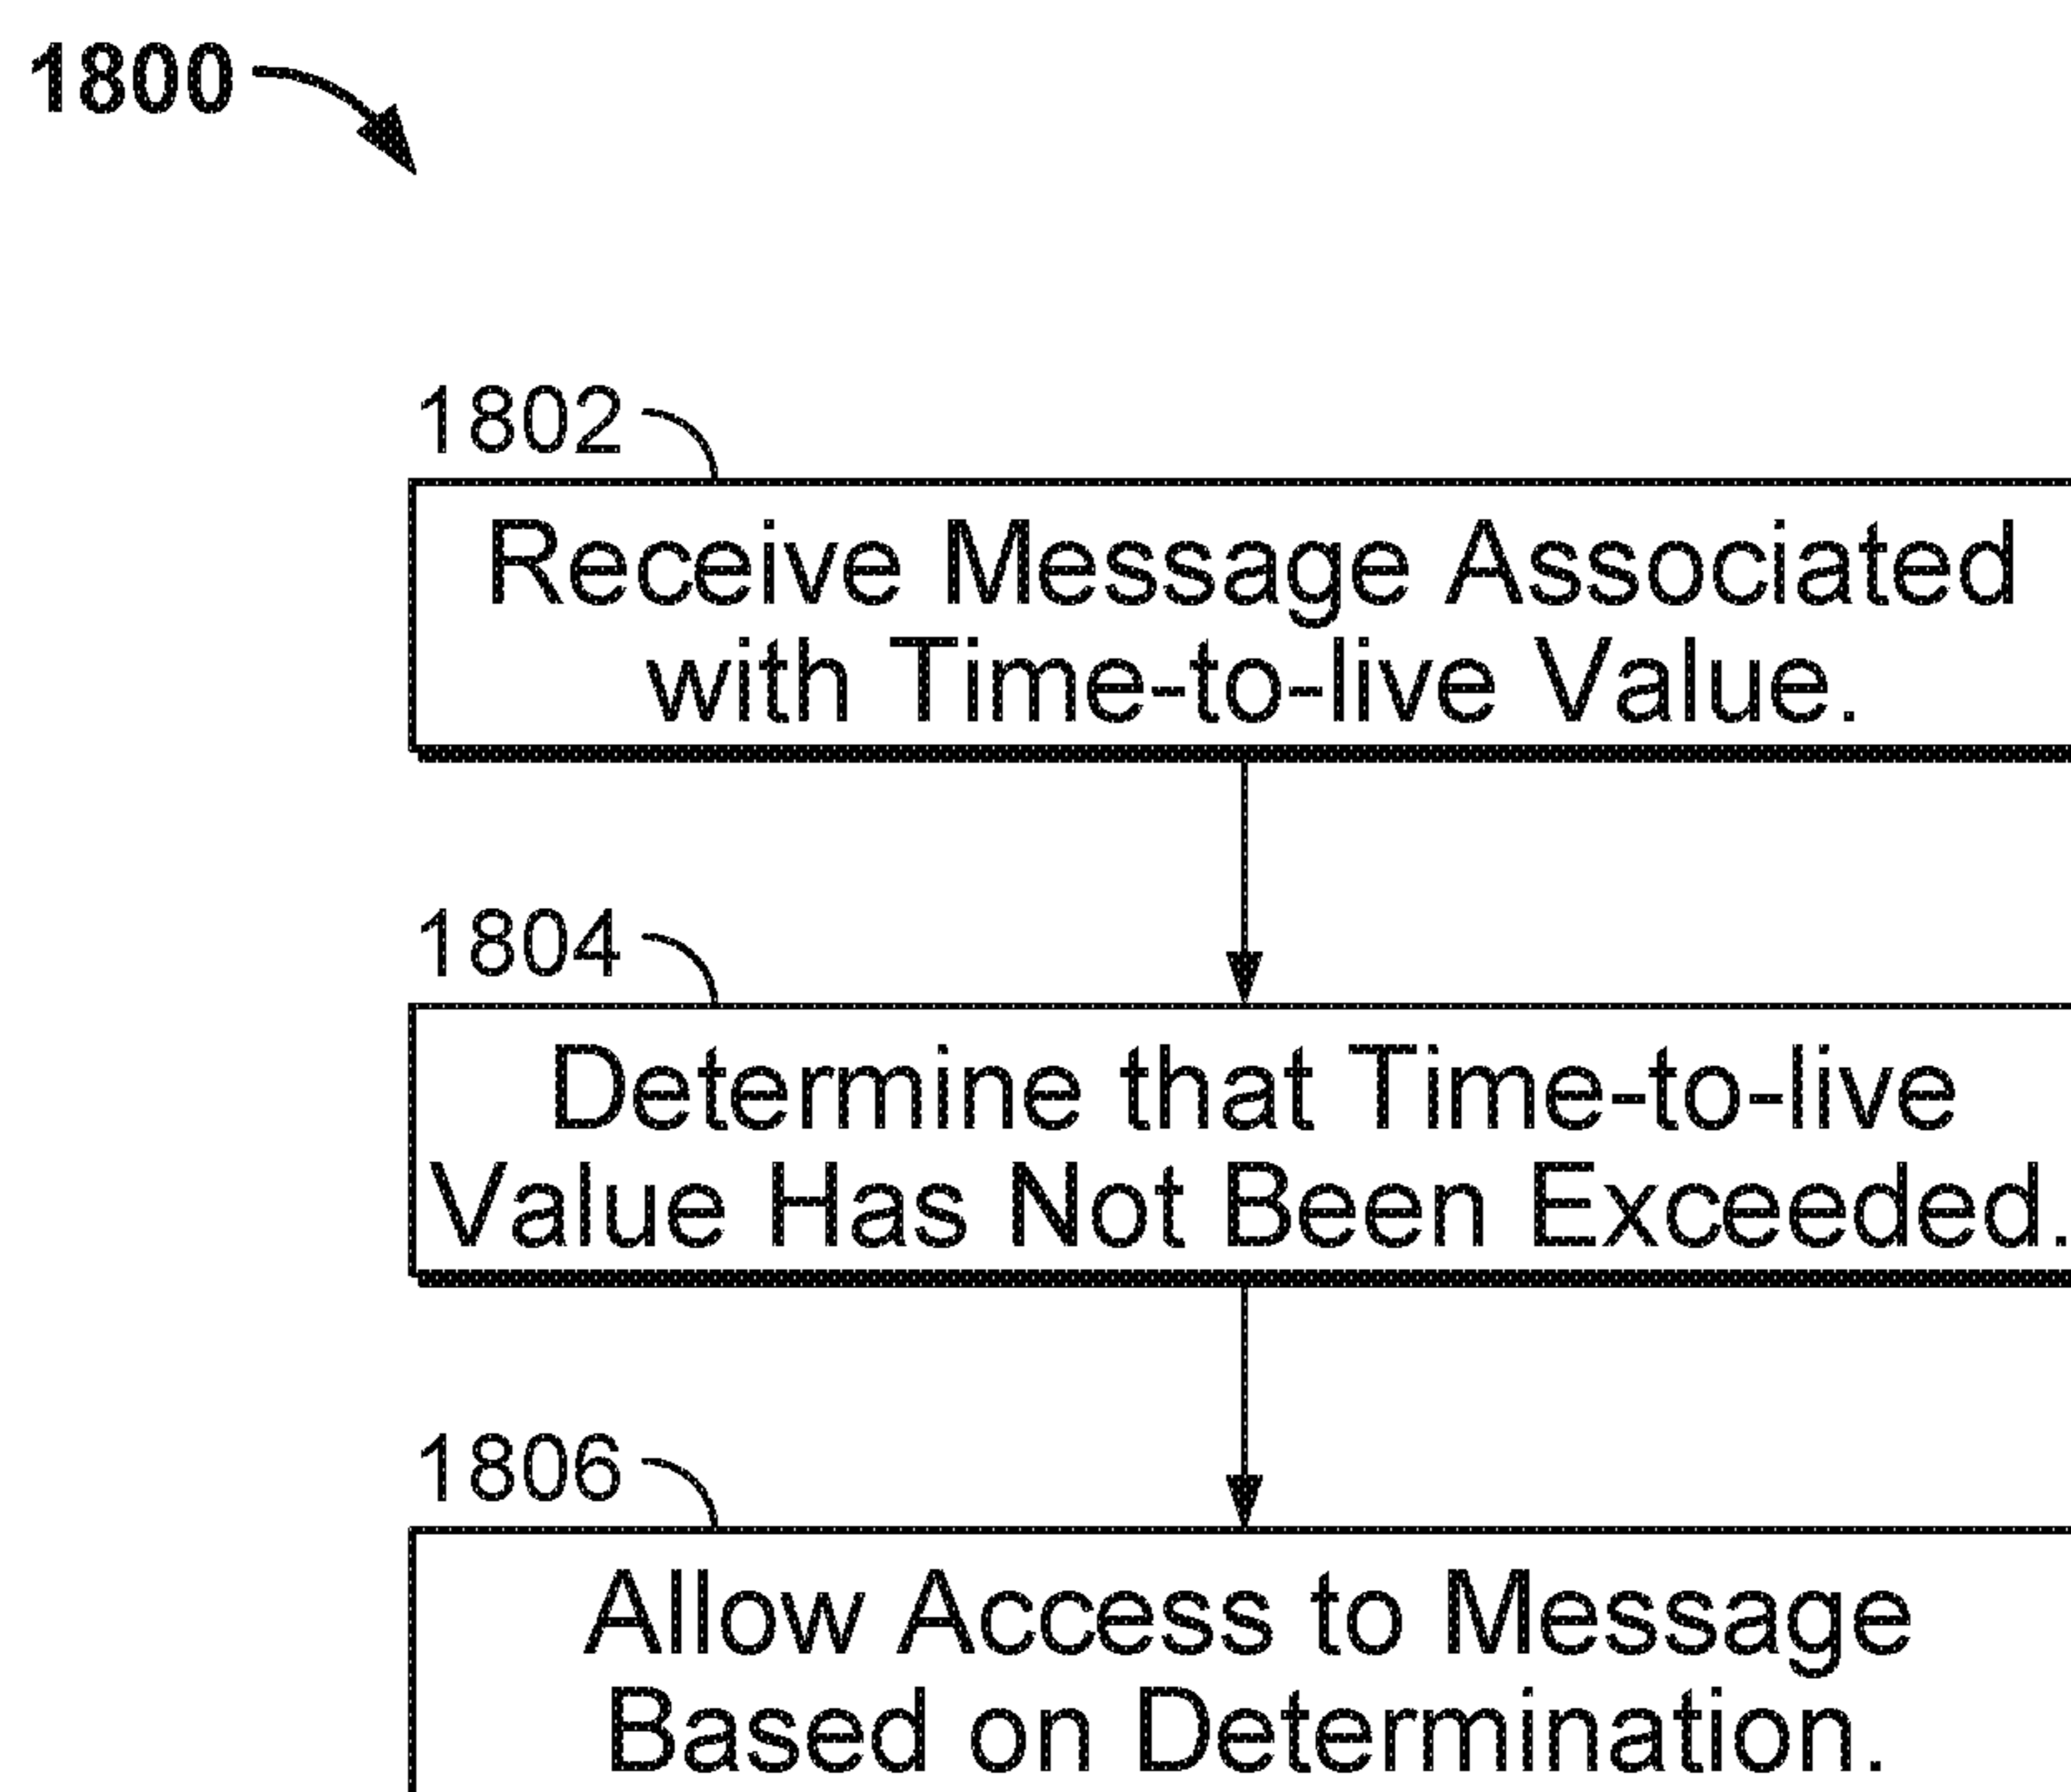 1800
1802
Receive Message Associated
with Time-to-live Value.
1804
Determine that Time-to-live
Value Has Not Been Exceeded.
1806
Allow Access to Message
Based on Determination.